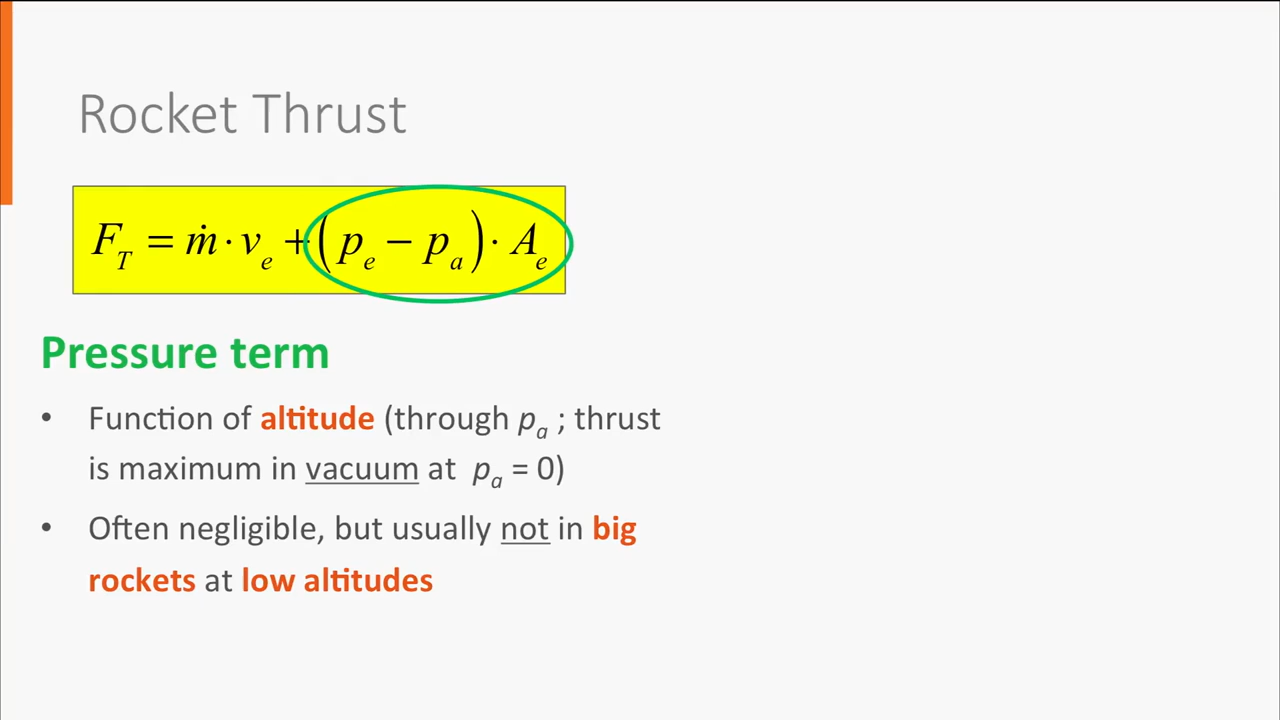 Rocket Thrust
F_T = ṁ · v_e + (p_e − p_a) · A_e
Pressure term
• Function of altitude (through p_a ; thrust
is maximum in vacuum at p_a = 0)
• Often negligible, but usually not in big
rockets at low altitudes